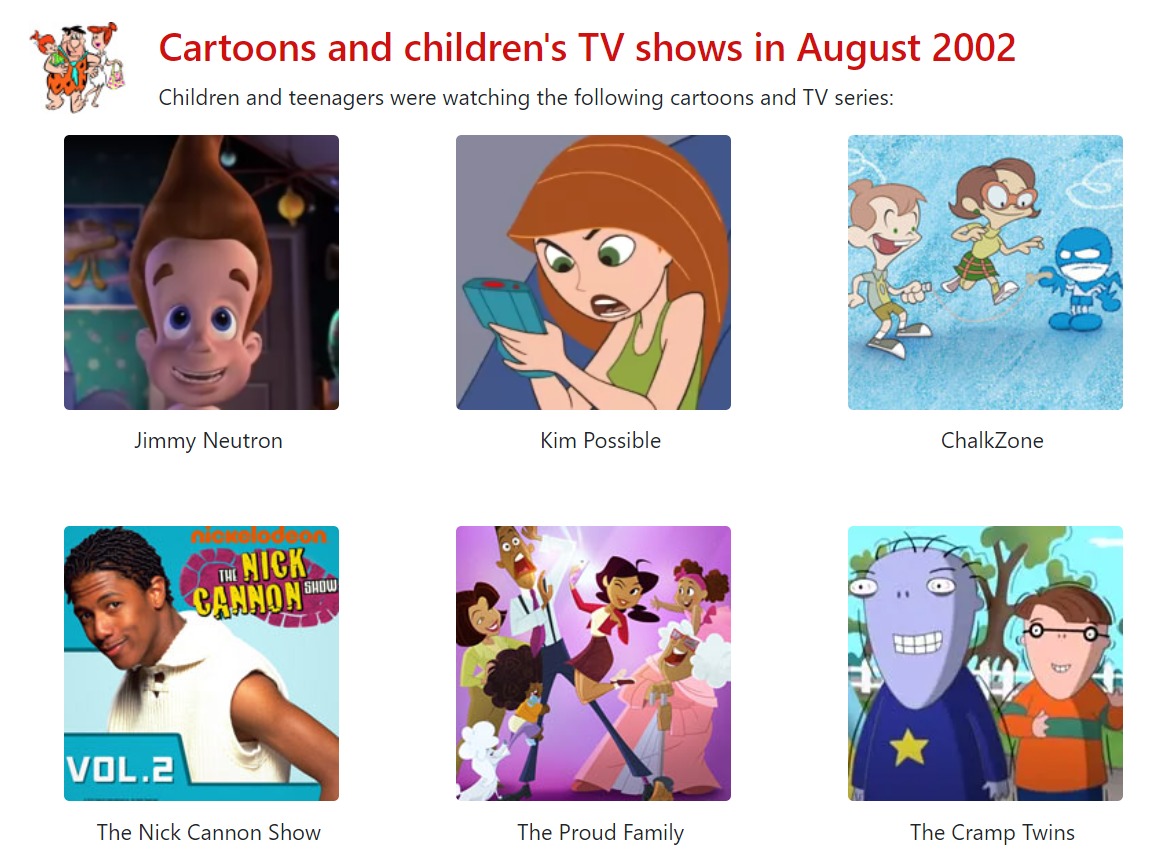 Cartoons and children's TV shows in August 2002
Children and teenagers were watching the following cartoons and TV series:
Jimmy Neutron
Kim Possible
ChalkZone
nickelodeon
THE NICK
CANNON SHOW
VOL.2
The Nick Cannon Show
The Proud Family
The Cramp Twins